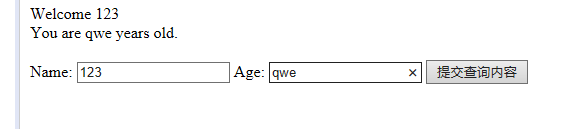 Welcome 123
You are qwe years old.
Name: 123 Age: qwe × 提交查询内容